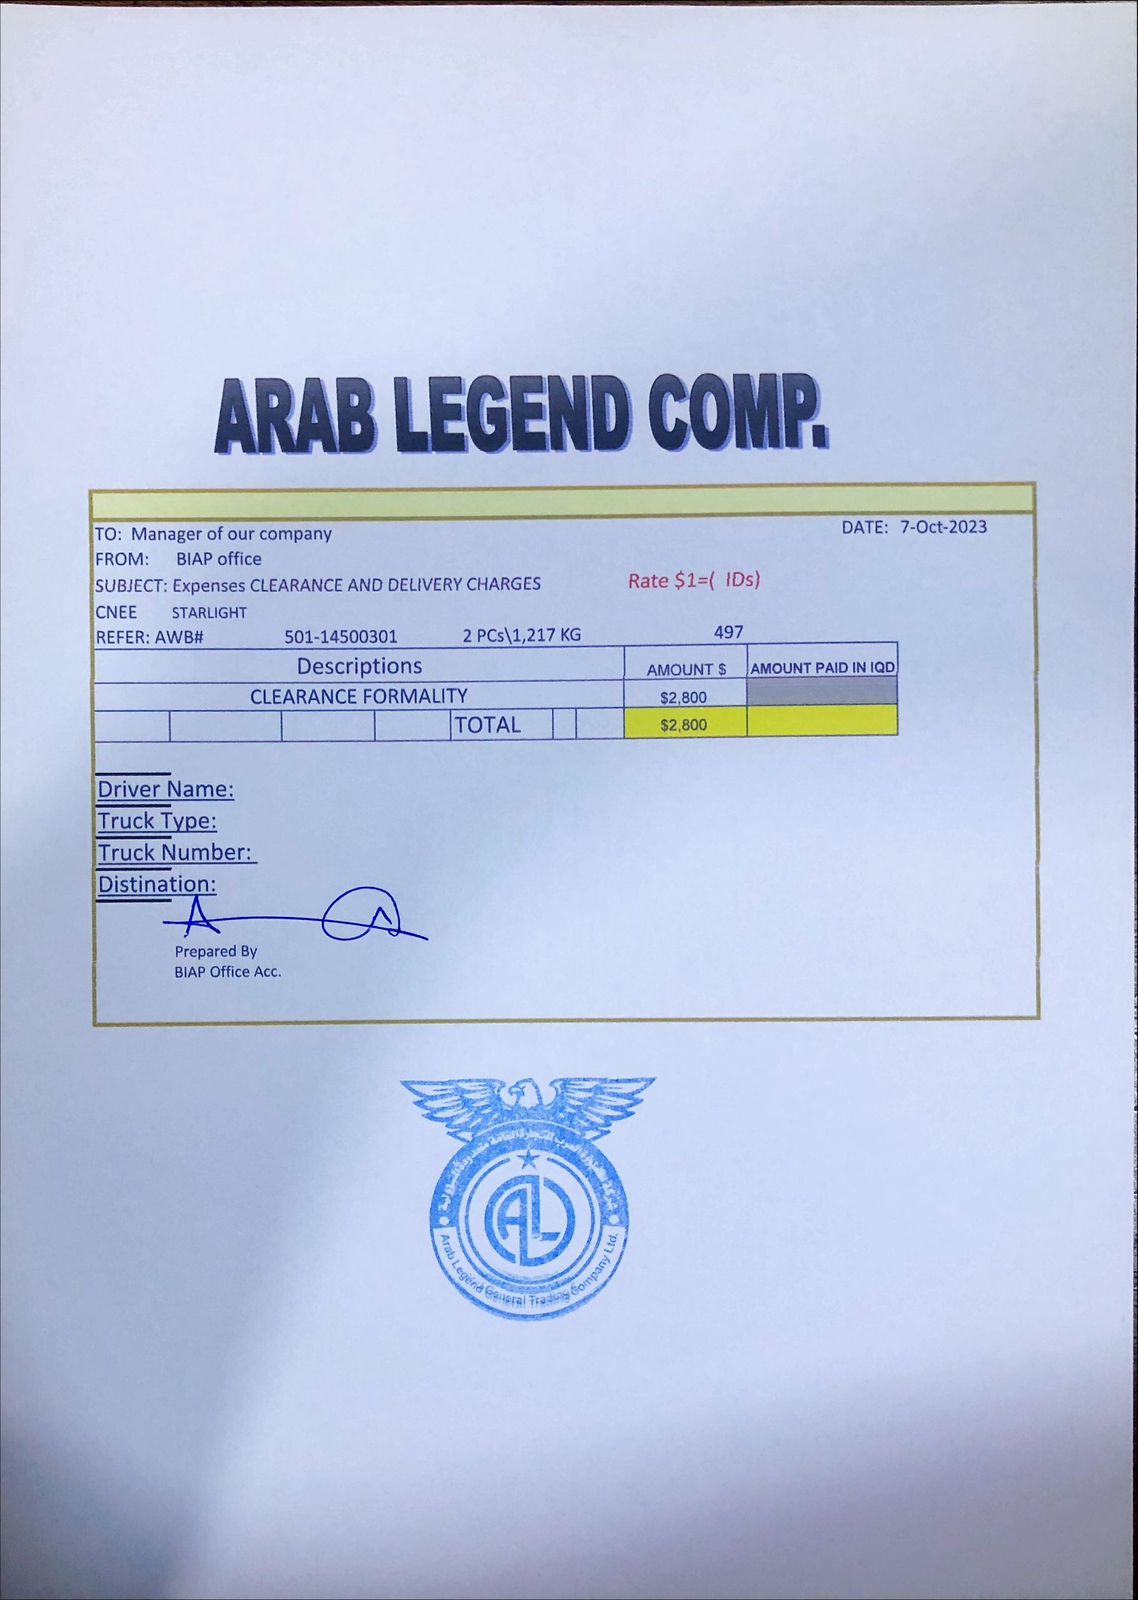 ARAB LEGEND COMP.
TO: Manager of our company DATE: 7-Oct-2023
FROM: BIAP office
SUBJECT: Expenses CLEARANCE AND DELIVERY CHARGES Rate $1=( IDs)
CNEE STARLIGHT
REFER: AWB# 501-14500301 2 PCs\1,217 KG 497
Descriptions AMOUNT $ AMOUNT PAID IN IQD
CLEARANCE FORMALITY $2,800
TOTAL $2,800
Driver Name:
Truck Type:
Truck Number:
Distination:
Prepared By
BIAP Office Acc.
AL
Arab Legend General Trading Company Ltd.